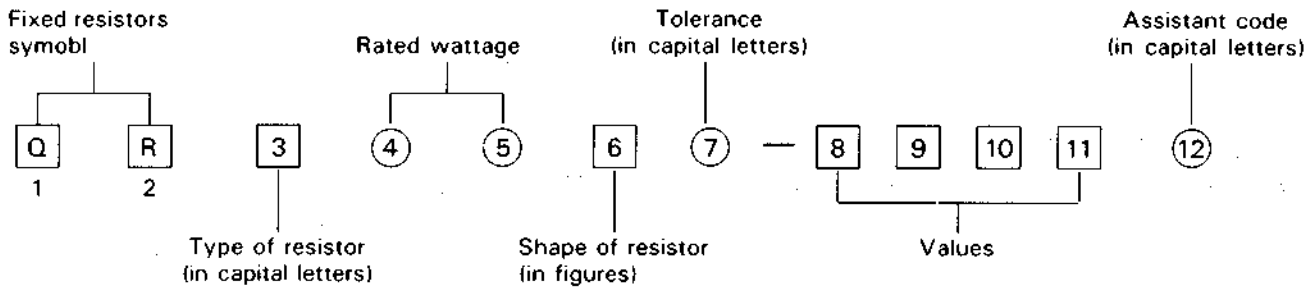 Fixed resistors
symobl
Rated wattage
Tolerance
(in capital letters)
Assistant code
(in capital letters)
Q R 3 4 5 6 7 — 8 9 10 11 12
1 2
Type of resistor
(in capital letters)
Shape of resistor
(in figures)
Values